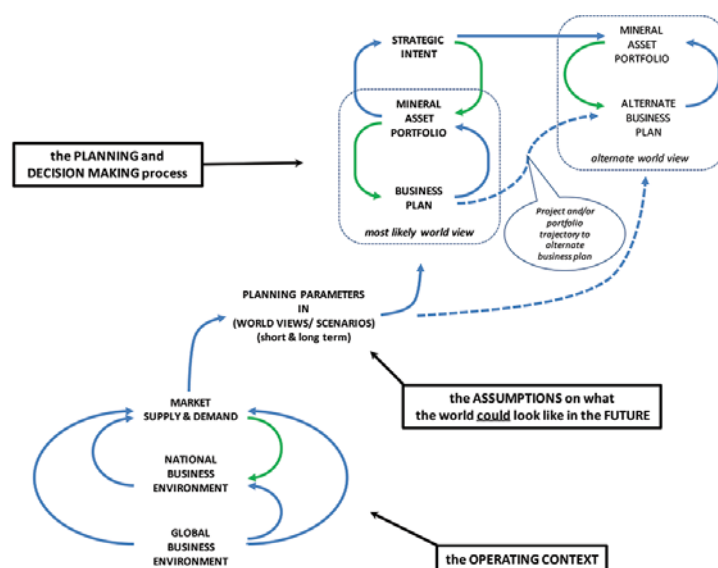 STRATEGIC
INTENT
MINERAL
ASSET
PORTFOLIO
MINERAL
ASSET
PORTFOLIO
ALTERNATE
BUSINESS
PLAN
alternate world view
the PLANNING and
DECISION MAKING process
BUSINESS
PLAN
most likely world view
Project and/or
portfolio
trajectory to
alternate
business plan
PLANNING PARAMETERS
IN
(WORLD VIEWS/ SCENARIOS)
(short & long term)
the ASSUMPTIONS on what
the world could look like in the FUTURE
MARKET
SUPPLY & DEMAND
NATIONAL
BUSINESS
ENVIRONMENT
GLOBAL
BUSINESS
ENVIRONMENT
the OPERATING CONTEXT